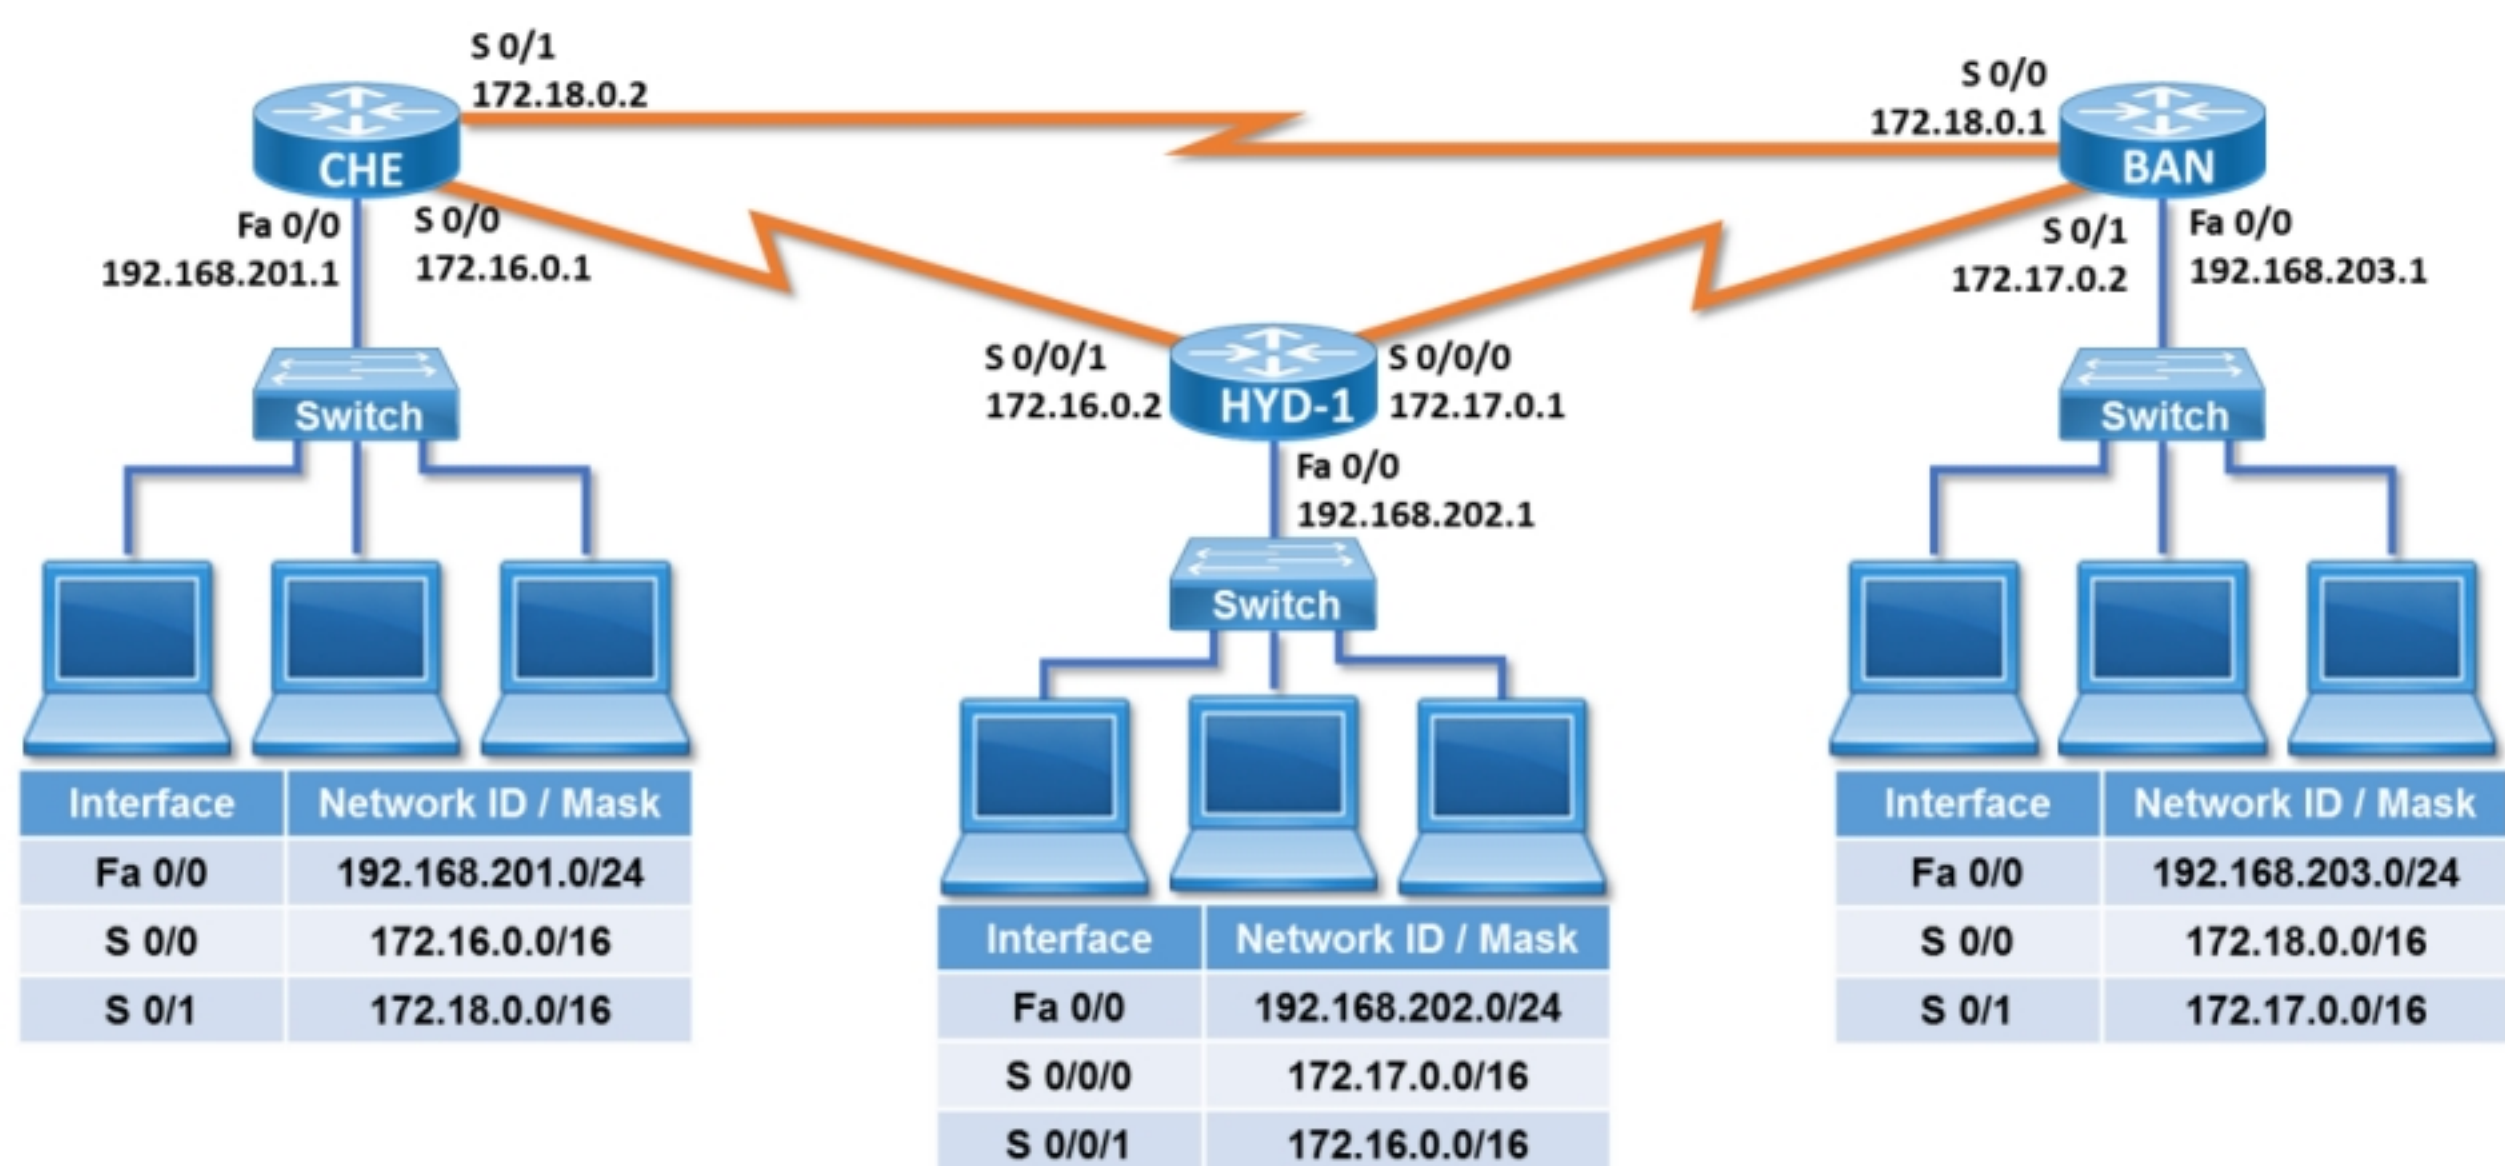 S 0/1
172.18.0.2
S 0/0
172.18.0.1
CHE
BAN
Fa 0/0
192.168.201.1
S 0/0
172.16.0.1
S 0/1
172.17.0.2
Fa 0/0
192.168.203.1
S 0/0/1
172.16.0.2
HYD-1
S 0/0/0
172.17.0.1
Fa 0/0
192.168.202.1
Switch
Switch
Switch
Interface Network ID / Mask
Fa 0/0 192.168.201.0/24
S 0/0 172.16.0.0/16
S 0/1 172.18.0.0/16
Interface Network ID / Mask
Fa 0/0 192.168.202.0/24
S 0/0/0 172.17.0.0/16
S 0/0/1 172.16.0.0/16
Interface Network ID / Mask
Fa 0/0 192.168.203.0/24
S 0/0 172.18.0.0/16
S 0/1 172.17.0.0/16